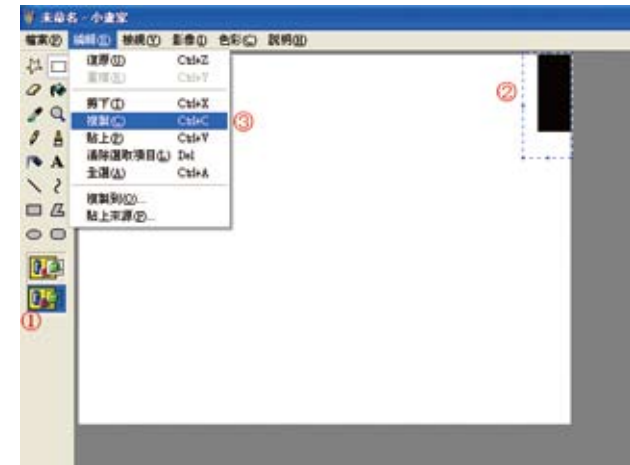 未命名 - 小畫家
檔案(F) 編輯(E) 檢視(V) 影像(I) 色彩(C) 說明(H)
復原(U) Ctrl+Z
重複(R) Ctrl+Y
剪下(T) Ctrl+X
複製(C) Ctrl+C
貼上(P) Ctrl+V
清除選取項目(L) Del
全選(A) Ctrl+A
複製到(O)...
貼上來源(F)...
A
①
②
③